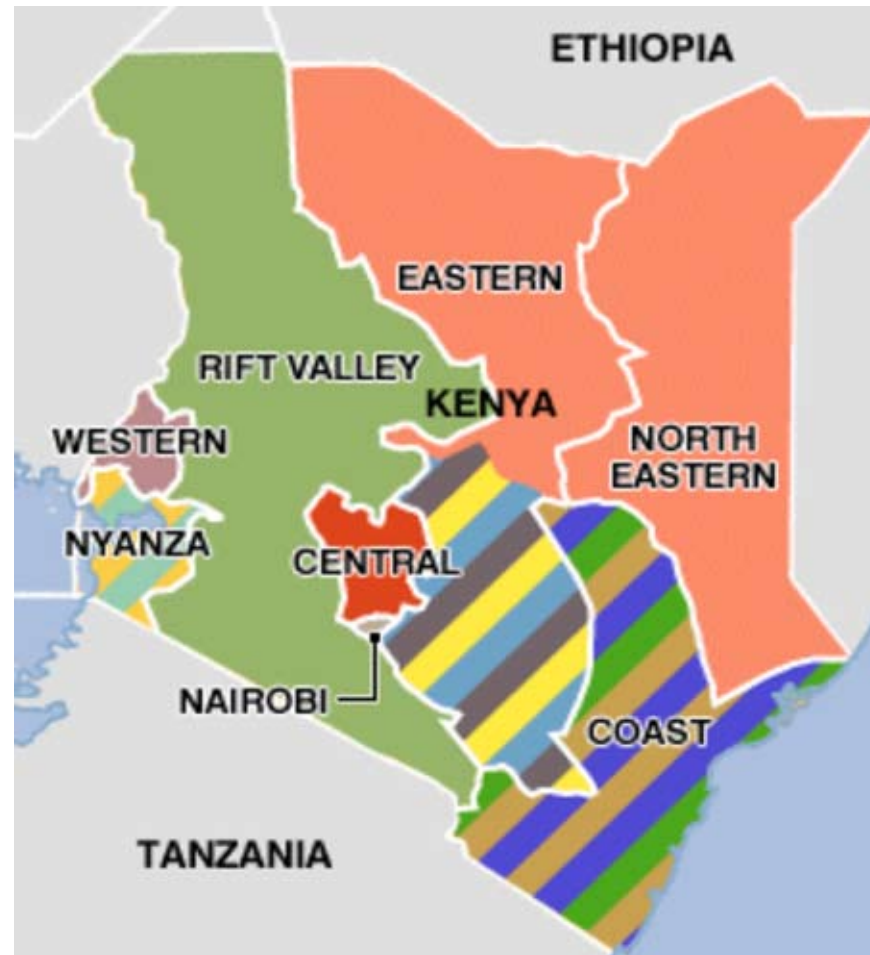 ETHIOPIA
EASTERN
RIFT VALLEY
KENYA
WESTERN
NORTH
EASTERN
NYANZA
CENTRAL
NAIROBI
COAST
TANZANIA